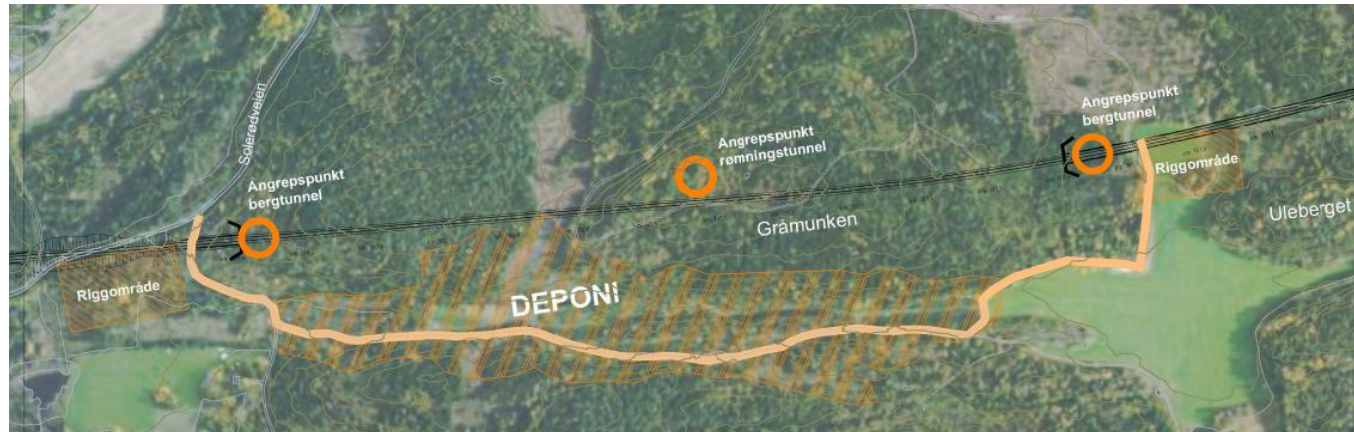 Solerødveien
Angrepspunkt
bergtunnel
Angrepspunkt
rømningstunnel
Angrepspunkt
bergtunnel
Riggområde
Uleberget
Gråmunken
Riggområde
DEPONI